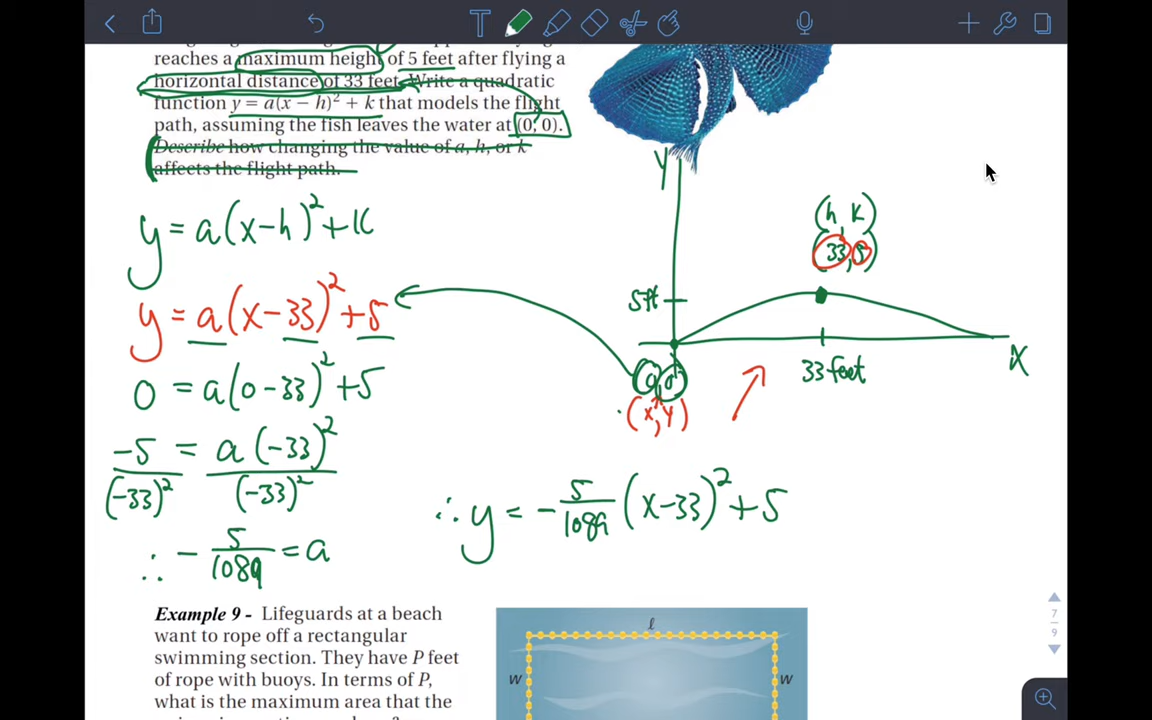 reaches a maximum height of 5 feet after flying a
horizontal distance of 33 feet. Write a quadratic
function y = a(x − h)² + k that models the flight
path, assuming the fish leaves the water at (0, 0).
Describe how changing the value of a, h, or k
affects the flight path.
y = a(x-h)²+k
y = a(x-33)²+5
0 = a(0-33)²+5
-5 = a(-33)²
(-33)² (-33)²
∴ - 5/1089 = a
y
(h, k)
(33, 5)
5ft
33 feet
x
(0, 0)
(x, y)
∴ y = - 5/1089 (x-33)²+5
Example 9 - Lifeguards at a beach
want to rope off a rectangular
swimming section. They have P feet
of rope with buoys. In terms of P,
what is the maximum area that the
ℓ
w w
T
7
9